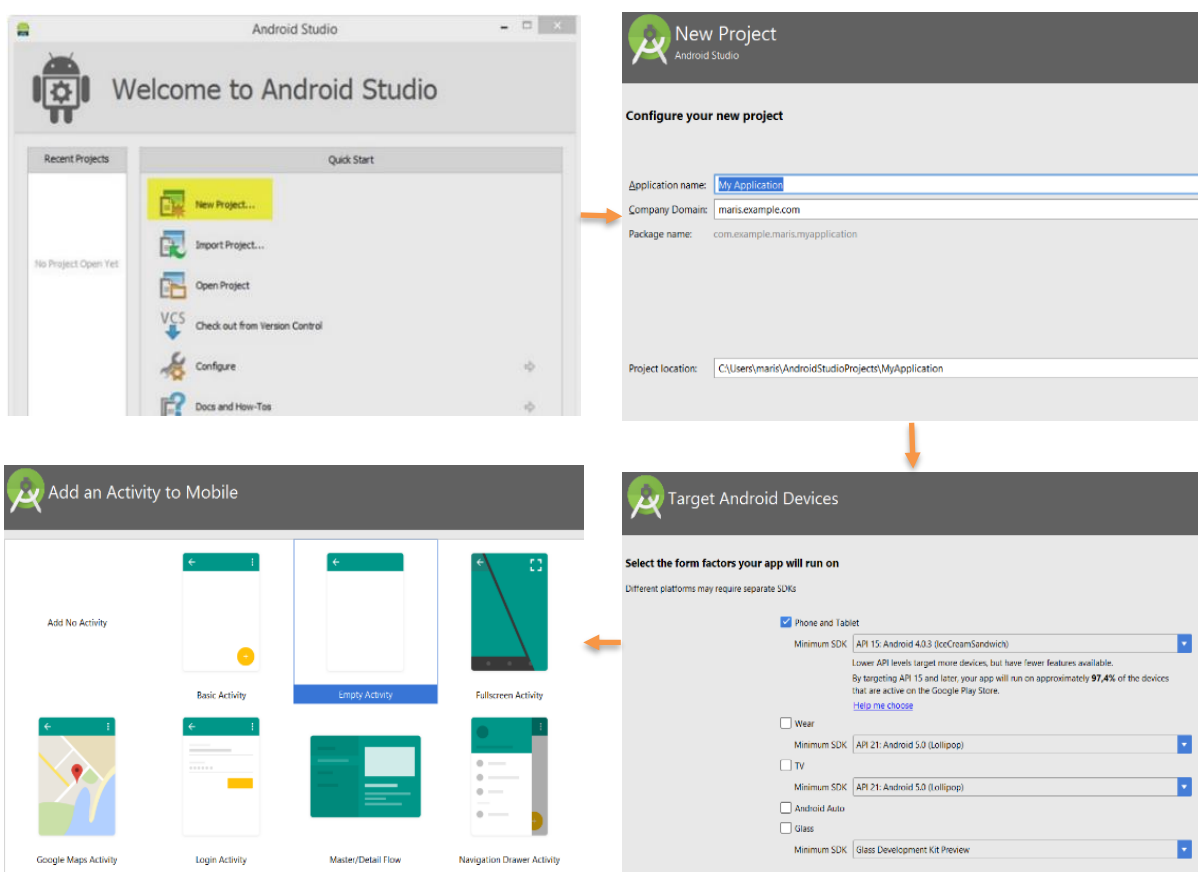 Android Studio
Welcome to Android Studio
Recent Projects
Quick Start
No Project Open Yet
New Project...
Import Project...
Open Project
VCS
Check out from Version Control
Configure
Docs and How-Tos
New Project
Android Studio
Configure your new project
Application name: My Application
Company Domain: maris.example.com
Package name: com.example.maris.myapplication
Project location: C:\Users\maris\AndroidStudioProjects\MyApplication
Target Android Devices
Select the form factors your app will run on
Different platforms may require separate SDKs
Phone and Tablet
Minimum SDK API 15: Android 4.0.3 (IceCreamSandwich)
Lower API levels target more devices, but have fewer features available.
By targeting API 15 and later, your app will run on approximately 97,4% of the devices
that are active on the Google Play Store.
Help me choose
Wear
Minimum SDK API 21: Android 5.0 (Lollipop)
TV
Minimum SDK API 21: Android 5.0 (Lollipop)
Android Auto
Glass
Minimum SDK Glass Development Kit Preview
Add an Activity to Mobile
Add No Activity
Basic Activity
Empty Activity
Fullscreen Activity
Google Maps Activity
Login Activity
Master/Detail Flow
Navigation Drawer Activity